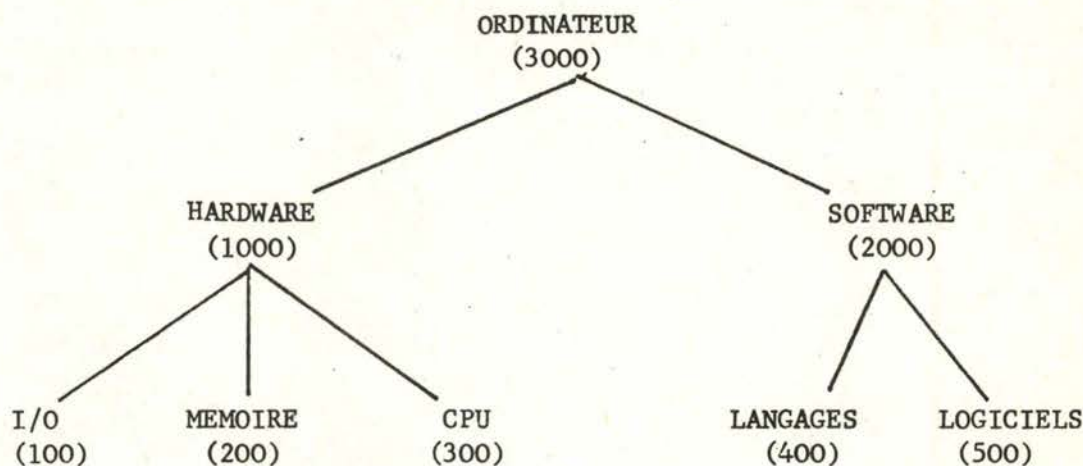 ORDINATEUR
(3000)
HARDWARE
(1000)
SOFTWARE
(2000)
I/O
(100)
MEMOIRE
(200)
CPU
(300)
LANGAGES
(400)
LOGICIELS
(500)